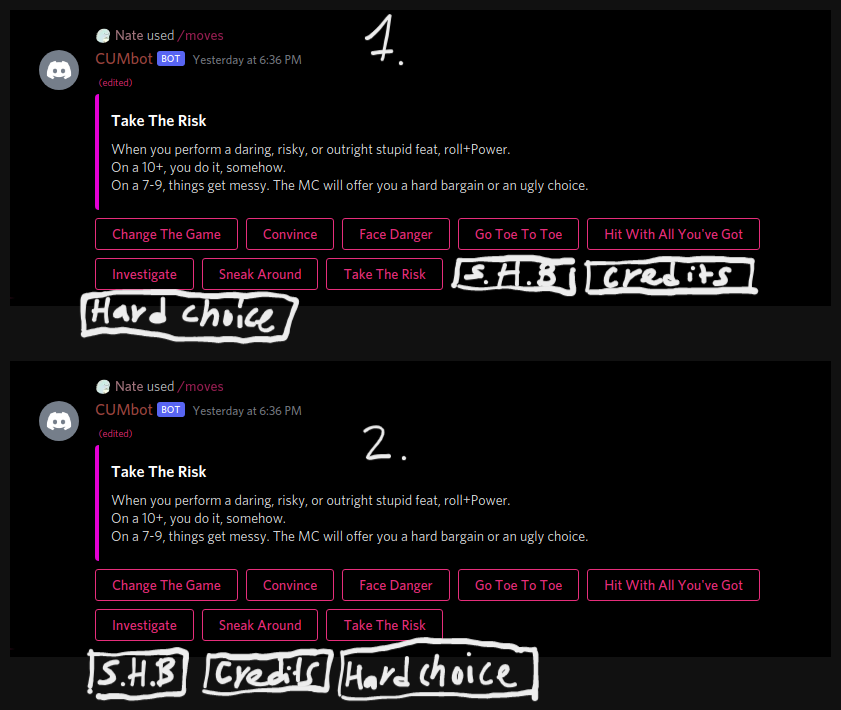 Nate used /moves
1.
CUMbot BOT Yesterday at 6:36 PM
(edited)
Take The Risk
When you perform a daring, risky, or outright stupid feat, roll+Power.
On a 10+, you do it, somehow.
On a 7-9, things get messy. The MC will offer you a hard bargain or an ugly choice.
Change The Game Convince Face Danger Go Toe To Toe Hit With All You've Got
Investigate Sneak Around Take The Risk S.H.B Credits
Hard choice
Nate used /moves
CUMbot BOT Yesterday at 6:36 PM
(edited)
2.
Take The Risk
When you perform a daring, risky, or outright stupid feat, roll+Power.
On a 10+, you do it, somehow.
On a 7-9, things get messy. The MC will offer you a hard bargain or an ugly choice.
Change The Game Convince Face Danger Go Toe To Toe Hit With All You've Got
Investigate Sneak Around Take The Risk
S.H.B Credits Hard choice